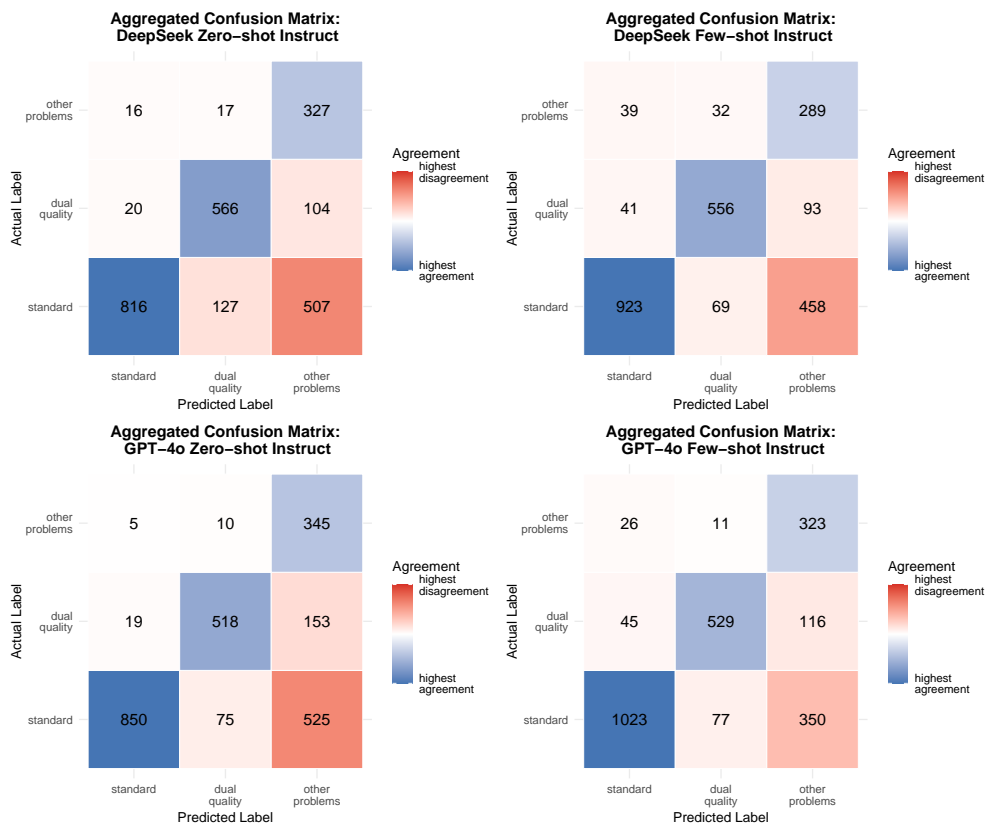 Aggregated Confusion Matrix:
DeepSeek Zero−shot Instruct
Actual Label
other
problems
16 17 327
dual
quality
20 566 104
standard
816 127 507
standard
dual
quality
other
problems
Predicted Label
Agreement
highest
disagreement
highest
agreement
Aggregated Confusion Matrix:
DeepSeek Few−shot Instruct
Actual Label
other
problems
39 32 289
dual
quality
41 556 93
standard
923 69 458
standard
dual
quality
other
problems
Predicted Label
Agreement
highest
disagreement
highest
agreement
Aggregated Confusion Matrix:
GPT−4o Zero−shot Instruct
Actual Label
other
problems
5 10 345
dual
quality
19 518 153
standard
850 75 525
standard
dual
quality
other
problems
Predicted Label
Agreement
highest
disagreement
highest
agreement
Aggregated Confusion Matrix:
GPT−4o Few−shot Instruct
Actual Label
other
problems
26 11 323
dual
quality
45 529 116
standard
1023 77 350
standard
dual
quality
other
problems
Predicted Label
Agreement
highest
disagreement
highest
agreement